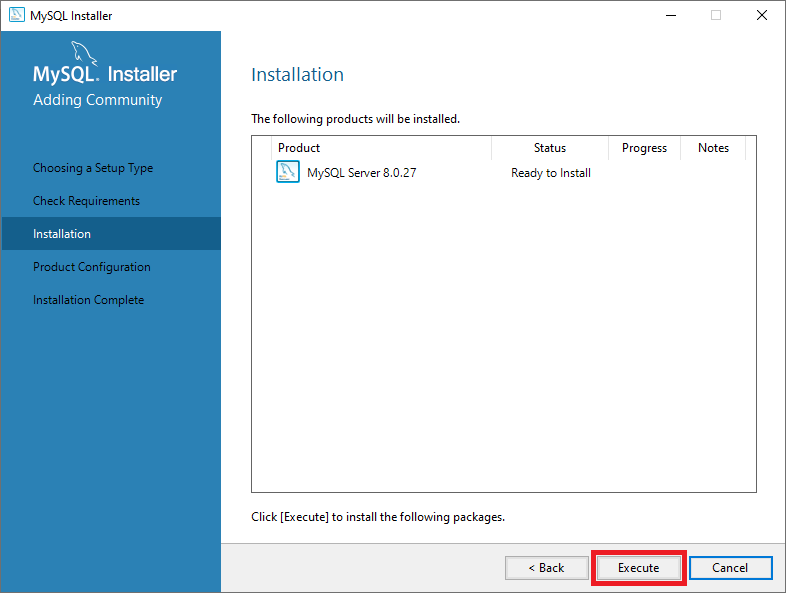 MySQL Installer
MySQL. Installer
Adding Community
Choosing a Setup Type
Check Requirements
Installation
Product Configuration
Installation Complete
Installation
The following products will be installed.
Product Status Progress Notes
MySQL Server 8.0.27 Ready to Install
Click [Execute] to install the following packages.
< Back Execute Cancel